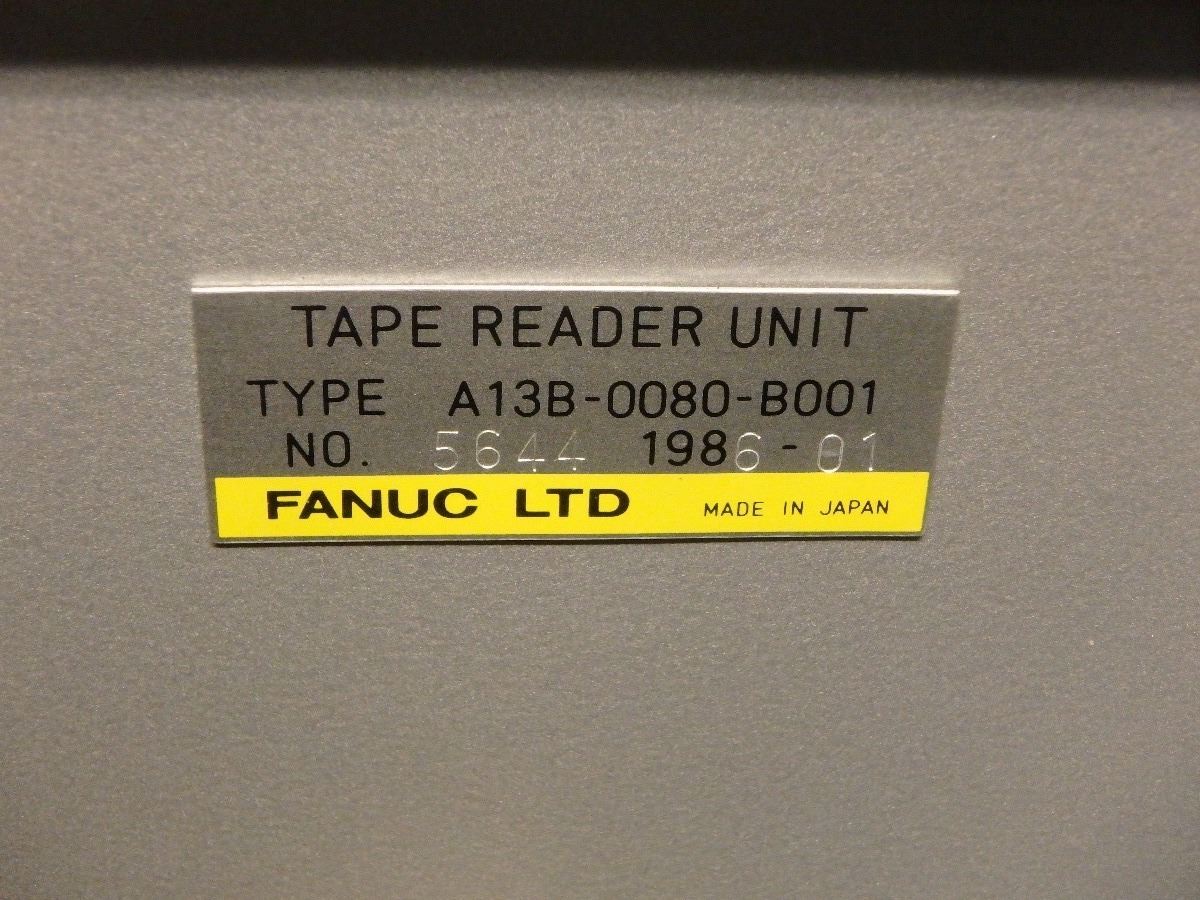 TAPE READER UNIT
TYPE A13B-0080-B001
NO. 5644 1986-01
FANUC LTD MADE IN JAPAN